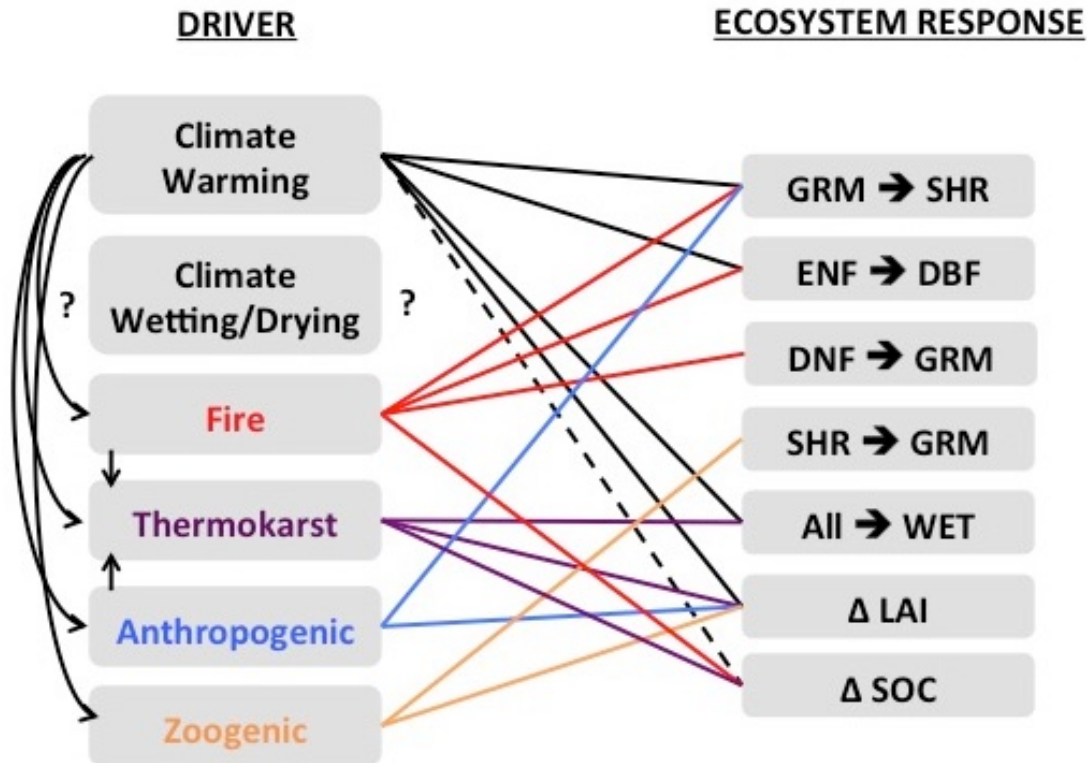 DRIVER
ECOSYSTEM RESPONSE
Climate
Warming
Climate
Wetting/Drying
?
?
Fire
Thermokarst
Anthropogenic
Zoogenic
GRM ➔ SHR
ENF ➔ DBF
DNF ➔ GRM
SHR ➔ GRM
All ➔ WET
Δ LAI
Δ SOC